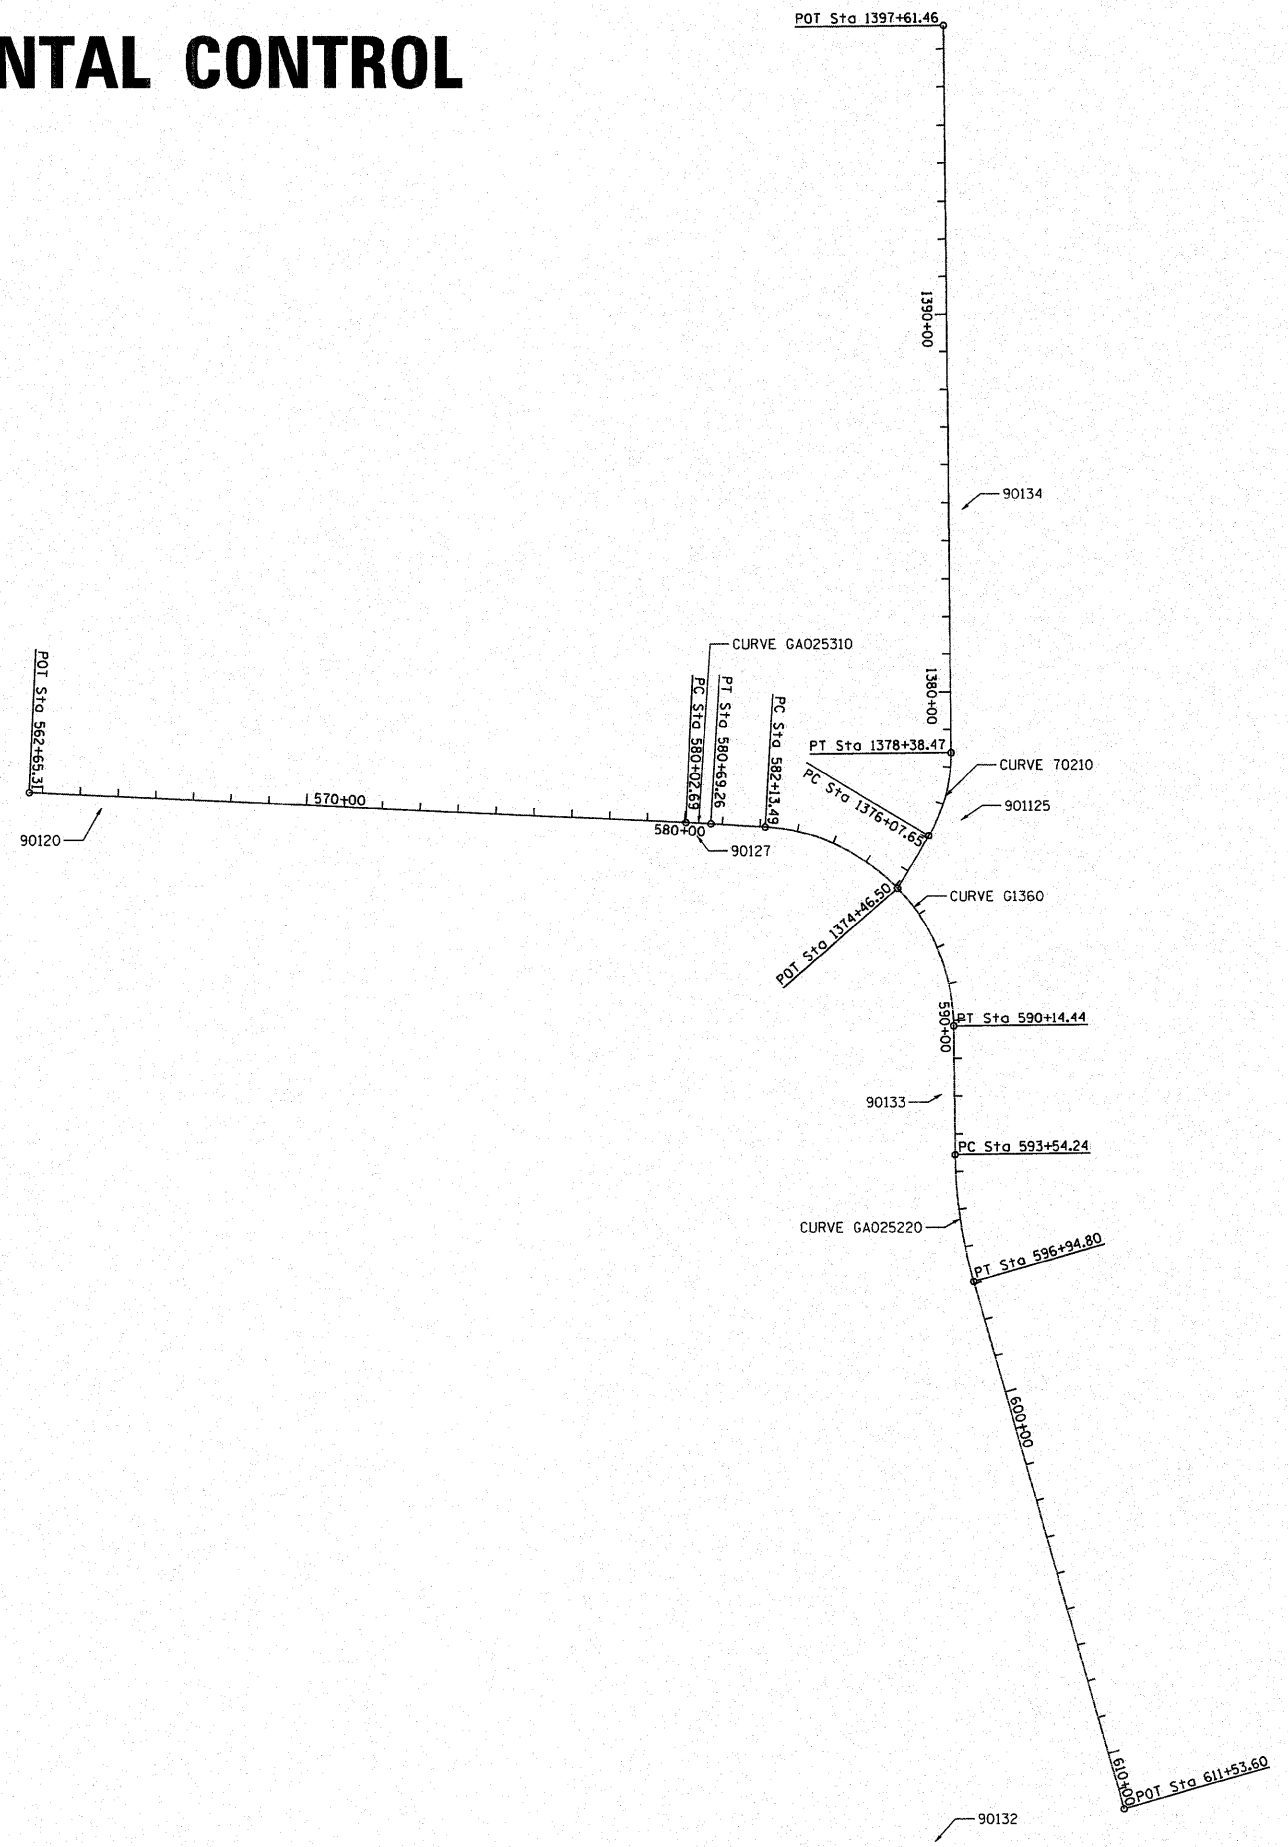 POT Sta 1397+61.46
NTAL CONTROL
1390+00
90134
CURVE GA025310
POT Sta 562+65.31
PC Sta 580+02.69
PT Sta 580+69.26
PC Sta 582+13.49
1380+00
PT Sta 1378+38.47
CURVE 70210
PC Sta 1376+07.65
901125
570+00
580+00
90120
90127
CURVE G1360
POT Sta 1374+46.50
590+00
PT Sta 590+14.44
90133
PC Sta 593+54.24
CURVE GA025220
PT Sta 596+94.80
600+00
610+00
POT Sta 611+53.60
90132